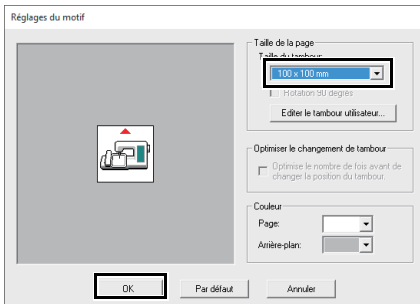 Réglages du motif
Taille de la page
Taille du tambour:
100 x 100 mm
Rotation 90 degrés
Editer le tambour utilisateur...
Optimiser le changement de tambour
Optimise le nombre de fois avant de
changer la position du tambour.
Couleur
Page:
Arrière-plan:
OK
Par défaut
Annuler